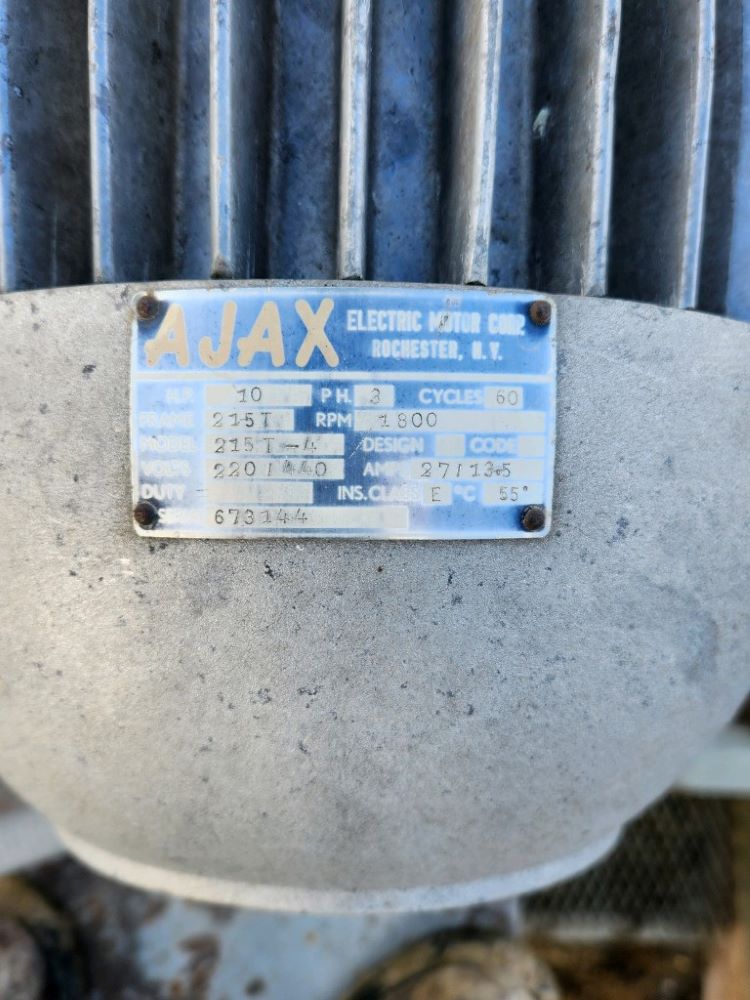 AJAX ELECTRIC MOTOR CORP.
ROCHESTER, N.Y.
H.P. 10 PH. 3 CYCLES 60
FRAME 215T RPM 1800
MODEL 215T-4 DESIGN CODE
VOLTS 220/440 AMP 27/13.5
DUTY INS. CLASS E °C 55°
673144